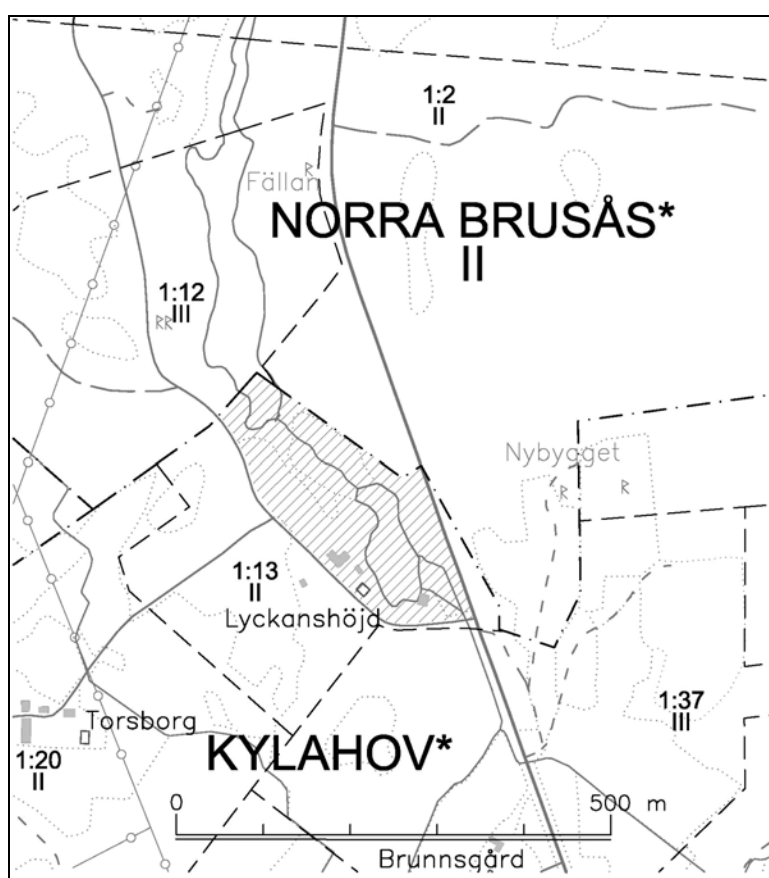 1:2
II
Fällan
R
NORRA BRUSÅS*
II
1:12
III
RR
Nybygget
R
R
1:13
II
Lyckanshöjd
1:37
III
Torsborg
KYLAHOV*
1:20
II
0 500 m
Brunnsgård